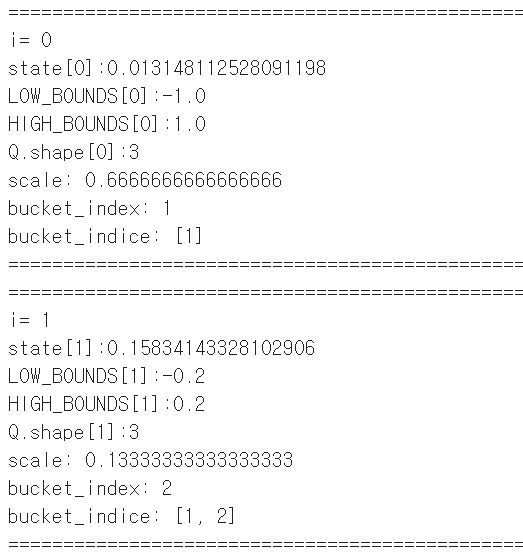 ===============================================
i= 0
state[0]:0.013148112528091198
LOW_BOUNDS[0]:-1.0
HIGH_BOUNDS[0]:1.0
Q.shape[0]:3
scale: 0.6666666666666666
bucket_index: 1
bucket_indice: [1]
===============================================
===============================================
i= 1
state[1]:0.15834143328102906
LOW_BOUNDS[1]:-0.2
HIGH_BOUNDS[1]:0.2
Q.shape[1]:3
scale: 0.13333333333333333
bucket_index: 2
bucket_indice: [1, 2]
===============================================